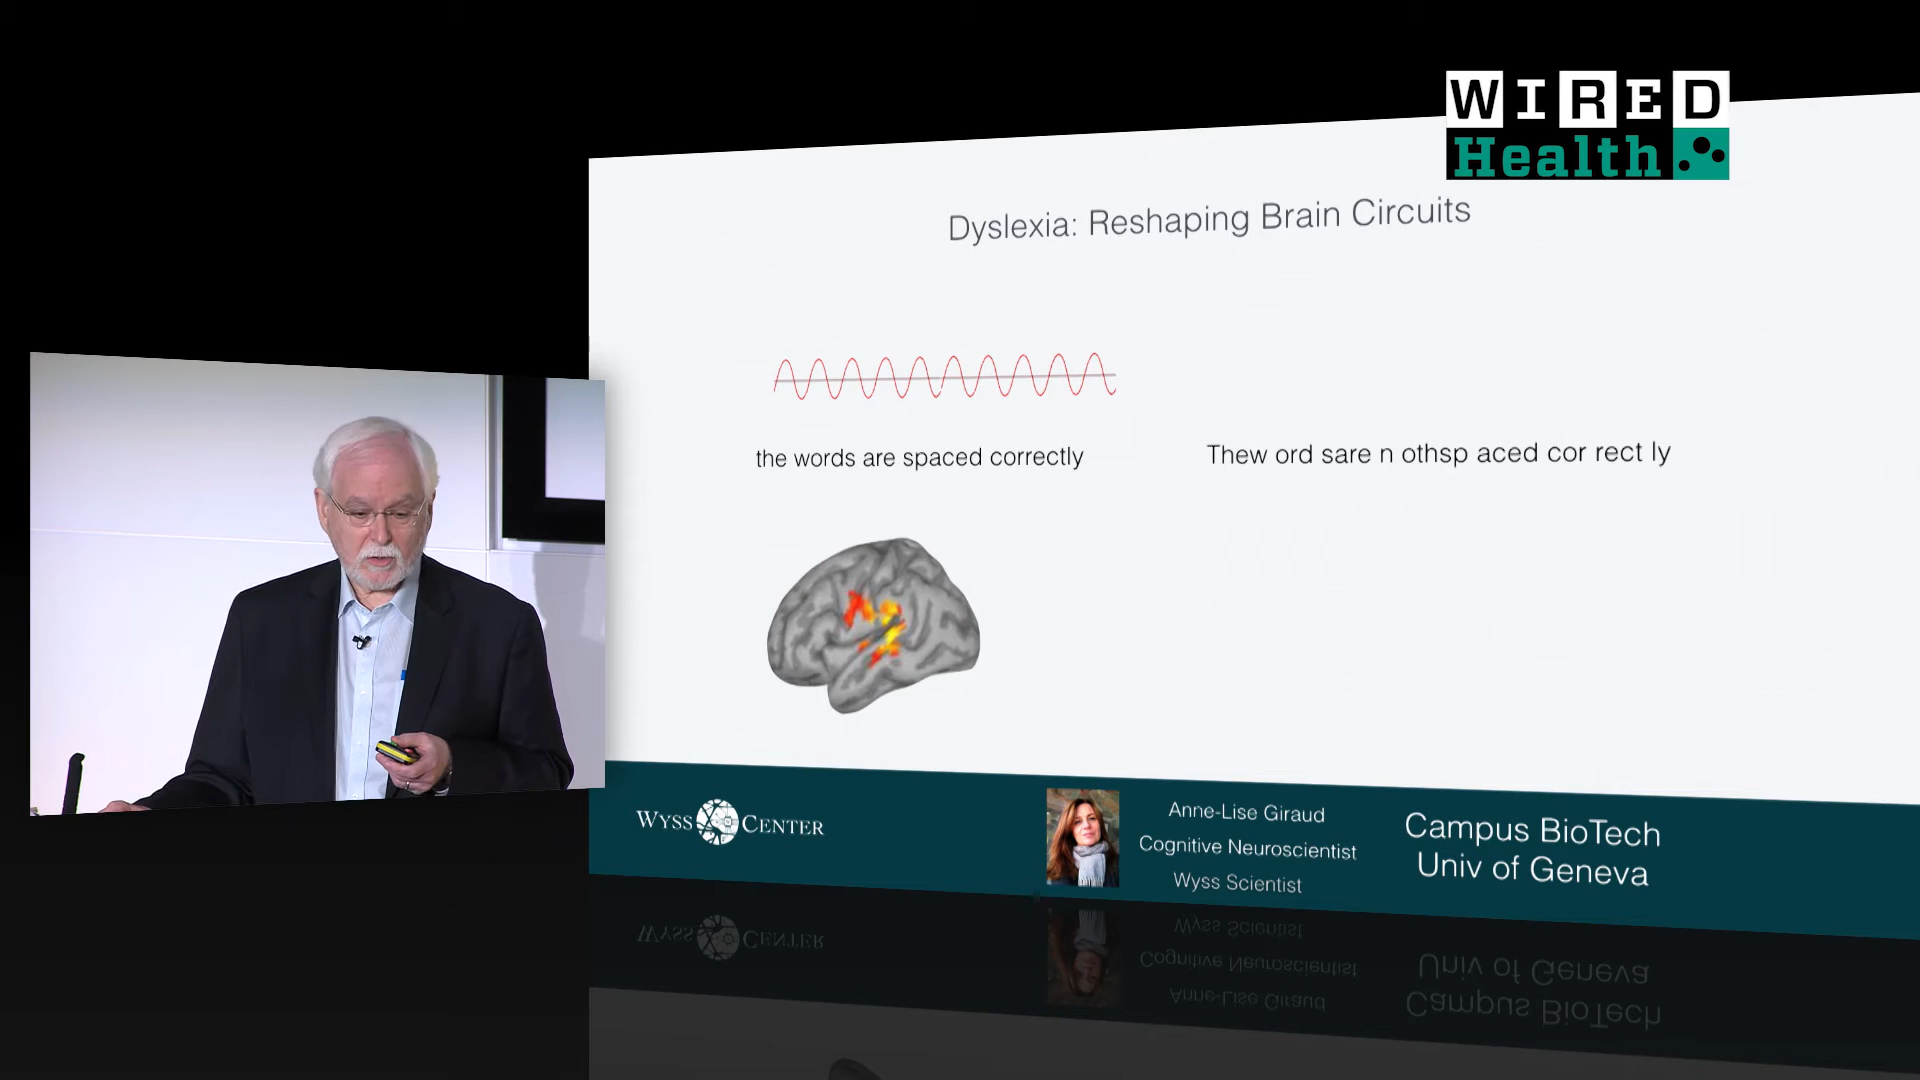 WIRED
Health
Dyslexia: Reshaping Brain Circuits
the words are spaced correctly
Thew ord sare n othsp aced cor rect ly
WYSS CENTER
Anne-Lise Giraud
Cognitive Neuroscientist
Wyss Scientist
Campus BioTech
Univ of Geneva